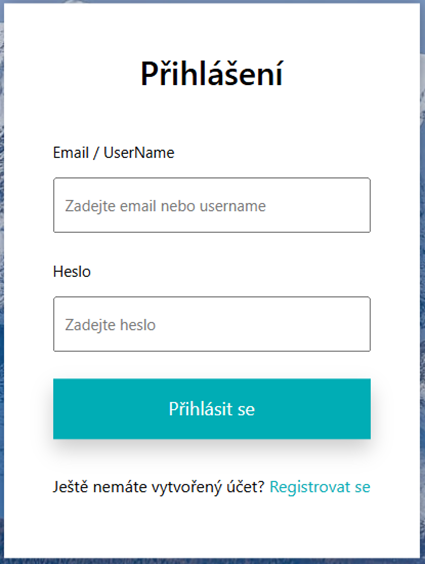 Přihlášení
Email / UserName
Zadejte email nebo username
Heslo
Zadejte heslo
Přihlásit se
Ještě nemáte vytvořený účet? Registrovat se